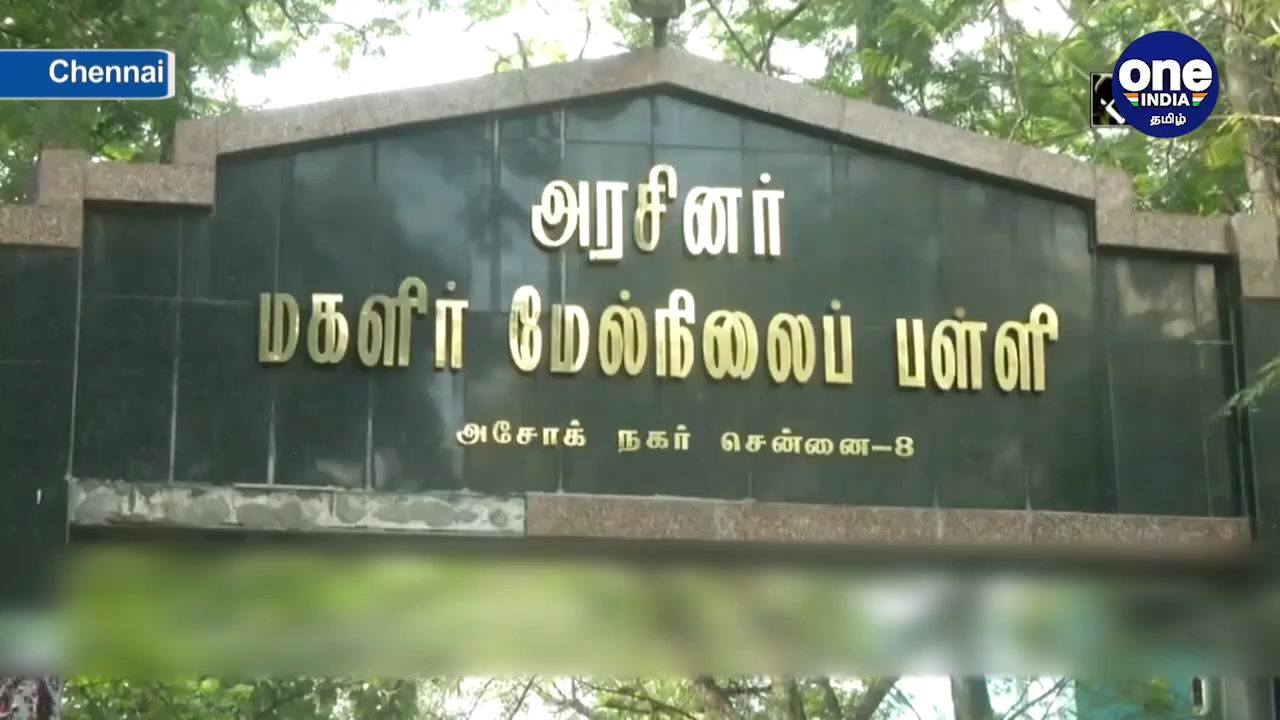 Chennai
one
INDIA
தமிழ்
அரசினர்
மகளிர் மேல்நிலைப் பள்ளி
அசோக் நகர் சென்னை-8